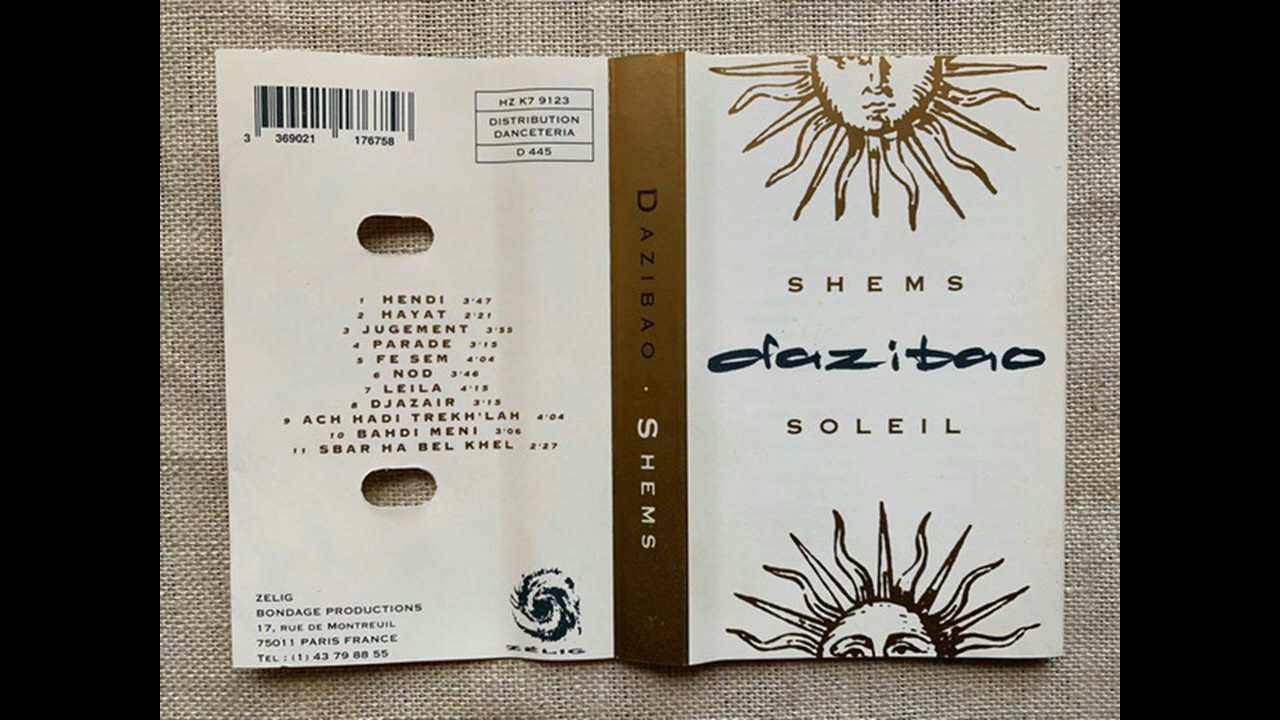 3 369021 176758
HZ K7 9123
DISTRIBUTION
DANCETERIA
D 445
1 HENDI 3'47
2 HAYAT 2'21
3 JUGEMENT 3'55
4 PARADE 3'15
5 FE SEM 4'04
6 NOD 3'46
7 LEILA 4'15
8 DJAZAIR 3'15
9 ACH HADI TREKH'LAH 4'04
10 BAHDI MENI 3'06
11 SBAR HA BEL KHEL 2'27
ZELIG
BONDAGE PRODUCTIONS
17, RUE DE MONTREUIL
75011 PARIS FRANCE
TEL : (1) 43 79 88 55
ZÉLIG
DAZIBAO · SHEMS
SHEMS
dazibao
SOLEIL